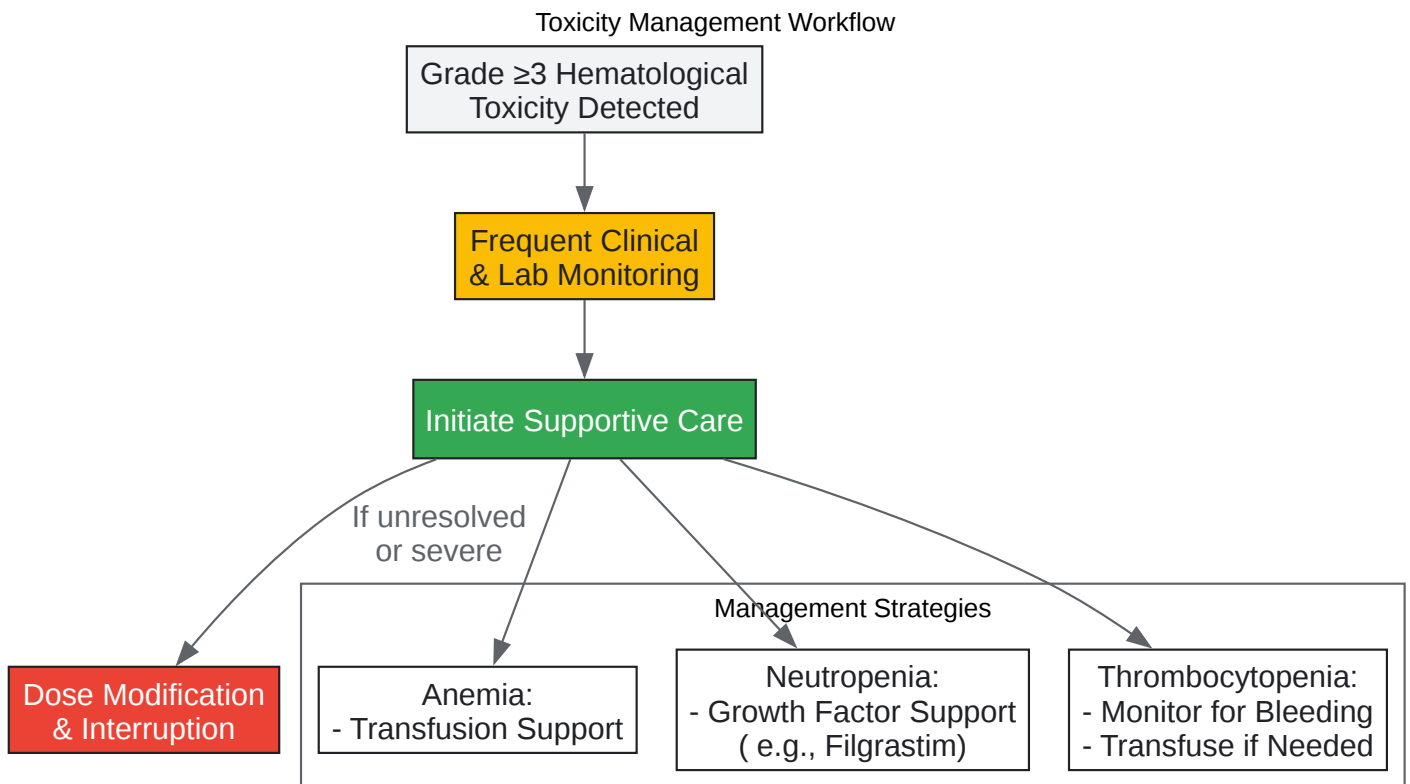 Toxicity Management Workflow
Grade ≥3 Hematological
Toxicity Detected
Frequent Clinical
& Lab Monitoring
Initiate Supportive Care
If unresolved
or severe
Management Strategies
Dose Modification
& Interruption
Anemia:
- Transfusion Support
Neutropenia:
- Growth Factor Support
( e.g., Filgrastim)
Thrombocytopenia:
- Monitor for Bleeding
- Transfuse if Needed